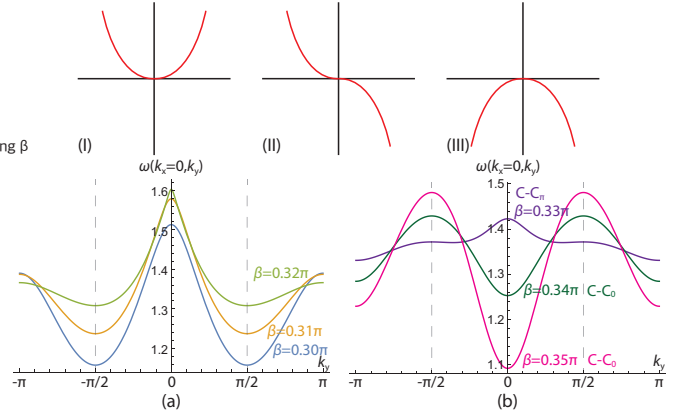 ng β
(I)
(II)
(III)
ω(kx=0,ky)
1.6
1.5
1.4
1.3
1.2
β=0.32π
β=0.31π
β=0.30π
ky
-π
-π/2
0
π/2
π
(a)
ω(kx=0,ky)
1.5
1.4
1.3
1.2
1.1
C-Cπ
β=0.33π
β=0.34π C-C0
β=0.35π C-C0
ky
-π
-π/2
0
π/2
π
(b)